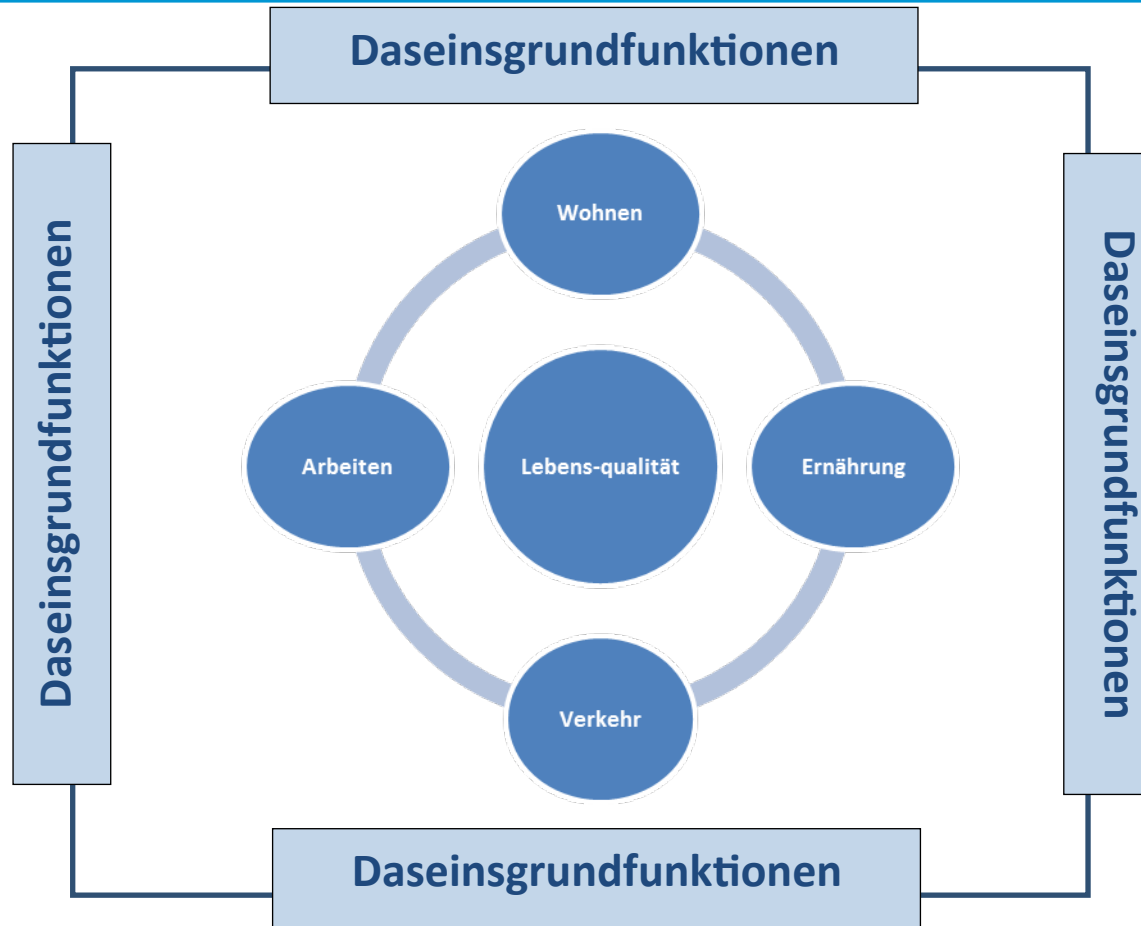 Daseinsgrundfunktionen
Daseinsgrundfunktionen
Wohnen
Daseinsgrundfunktionen
Arbeiten
Lebens-qualität
Ernährung
Verkehr
Daseinsgrundfunktionen